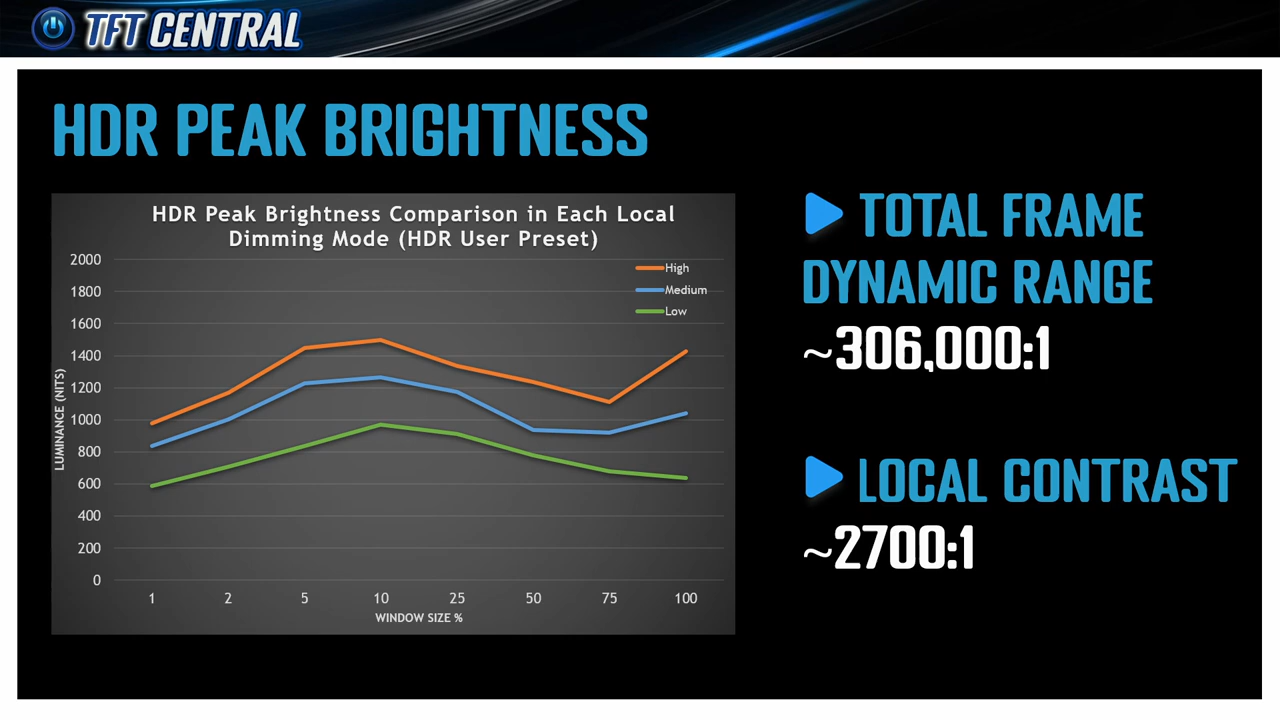 TFT CENTRAL
HDR PEAK BRIGHTNESS
HDR Peak Brightness Comparison in Each Local
Dimming Mode (HDR User Preset)
2000
1800
1600
1400
1200
1000
800
600
400
200
0
LUMINANCE (NITS)
High
Medium
Low
1 2 5 10 25 50 75 100
WINDOW SIZE %
TOTAL FRAME
DYNAMIC RANGE
~306,000:1
LOCAL CONTRAST
~2700:1